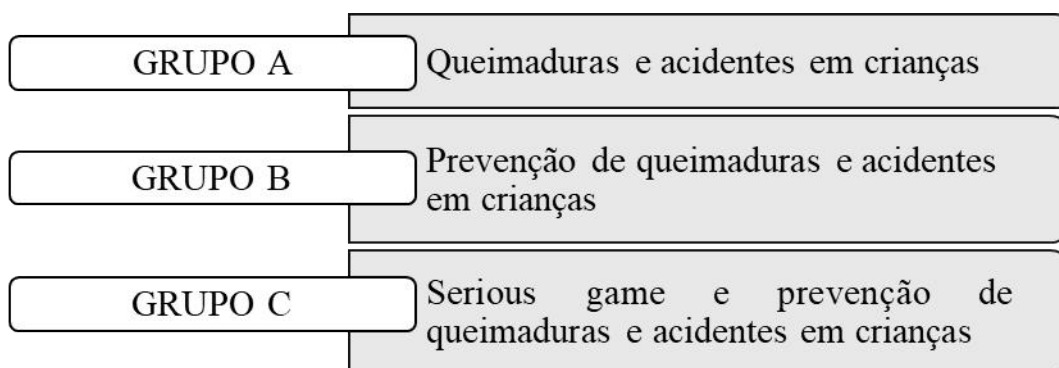 GRUPO A
Queimaduras e acidentes em crianças
GRUPO B
Prevenção de queimaduras e acidentes
em crianças
GRUPO C
Serious game e prevenção de
queimaduras e acidentes em crianças